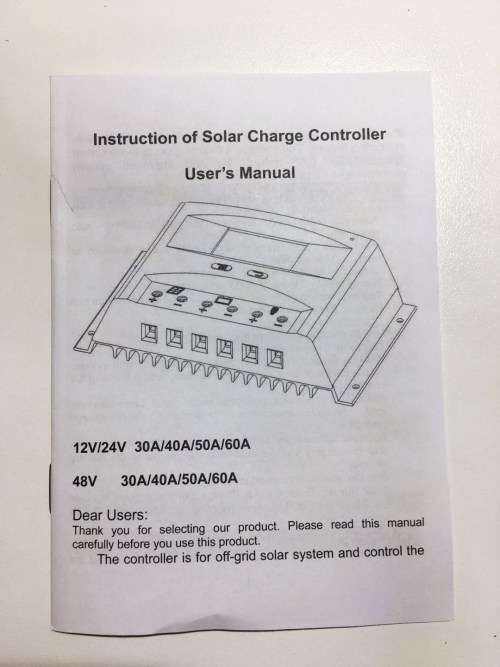 Instruction of Solar Charge Controller
User's Manual
+ - + - + -
12V/24V 30A/40A/50A/60A
48V 30A/40A/50A/60A
Dear Users:
Thank you for selecting our product. Please read this manual
carefully before you use this product.
The controller is for off-grid solar system and control the